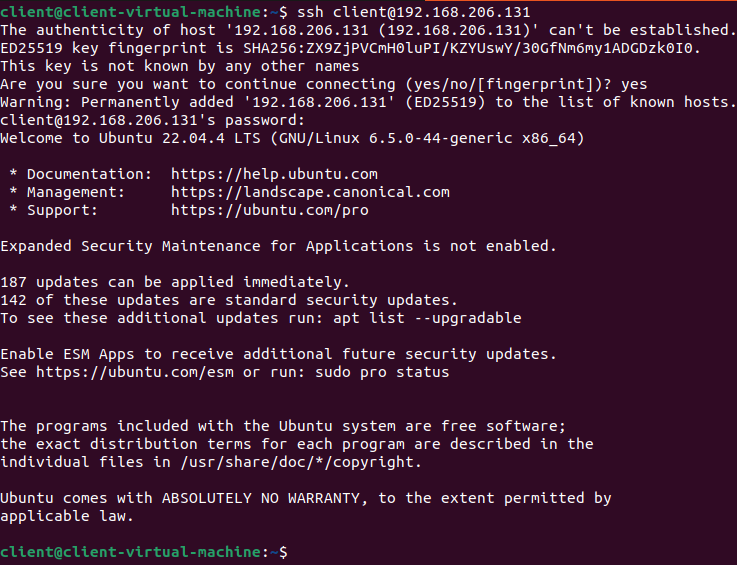 client@client-virtual-machine:~$ ssh client@192.168.206.131
The authenticity of host '192.168.206.131 (192.168.206.131)' can't be established.
ED25519 key fingerprint is SHA256:ZX9ZjPVCmH0luPI/KZYUswY/30GfNm6my1ADGDzk0I0.
This key is not known by any other names
Are you sure you want to continue connecting (yes/no/[fingerprint])? yes
Warning: Permanently added '192.168.206.131' (ED25519) to the list of known hosts.
client@192.168.206.131's password:
Welcome to Ubuntu 22.04.4 LTS (GNU/Linux 6.5.0-44-generic x86_64)
* Documentation:  https://help.ubuntu.com
* Management:     https://landscape.canonical.com
* Support:        https://ubuntu.com/pro
Expanded Security Maintenance for Applications is not enabled.
187 updates can be applied immediately.
142 of these updates are standard security updates.
To see these additional updates run: apt list --upgradable
Enable ESM Apps to receive additional future security updates.
See https://ubuntu.com/esm or run: sudo pro status
The programs included with the Ubuntu system are free software;
the exact distribution terms for each program are described in the
individual files in /usr/share/doc/*/copyright.
Ubuntu comes with ABSOLUTELY NO WARRANTY, to the extent permitted by
applicable law.
client@client-virtual-machine:~$